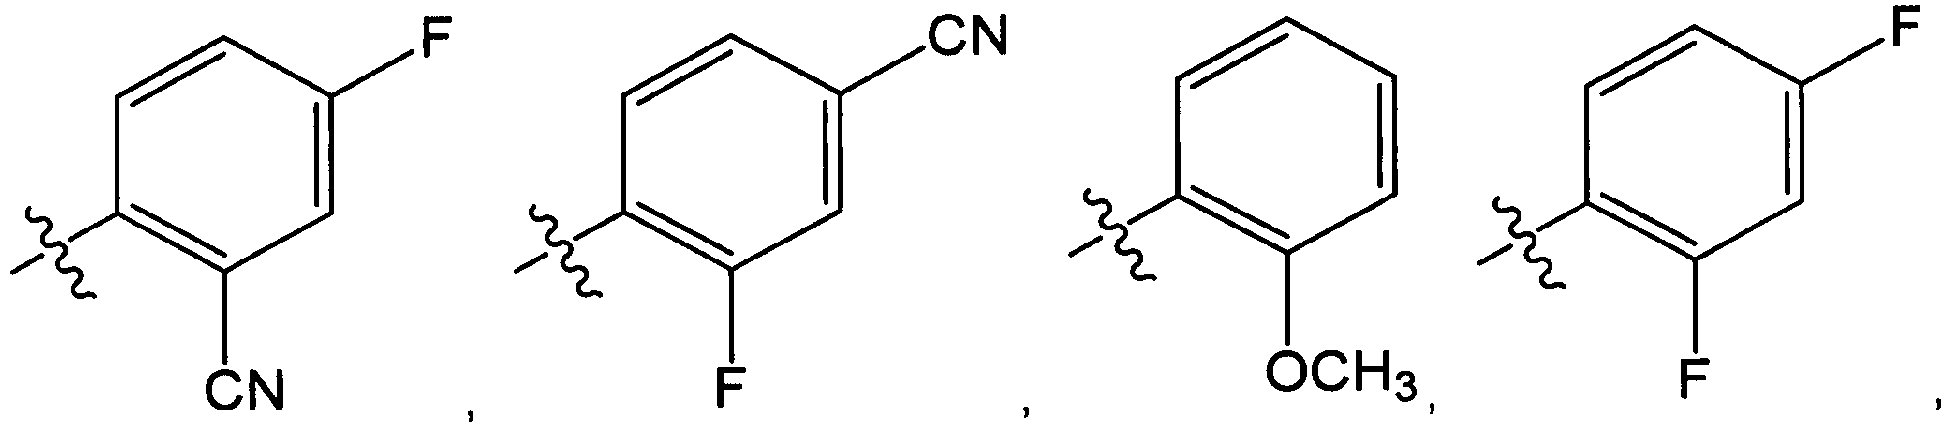 F CN F
CN , F , OCH3, F ,